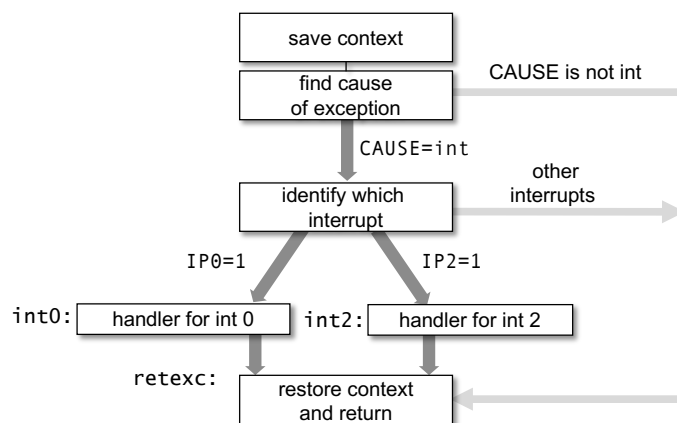 save context
find cause
of exception
CAUSE is not int
CAUSE=int
identify which
interrupt
other
interrupts
IP0=1
IP2=1
int0:
handler for int 0
int2:
handler for int 2
retexc:
restore context
and return